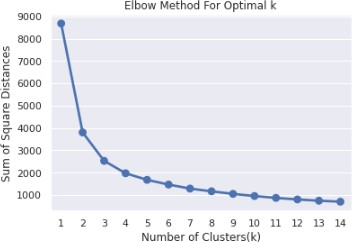 Elbow Method For Optimal k
9000
8000
7000
6000
5000
4000
3000
2000
1000
Sum of Square Distances
1 2 3 4 5 6 7 8 9 10 11 12 13 14
Number of Clusters(k)